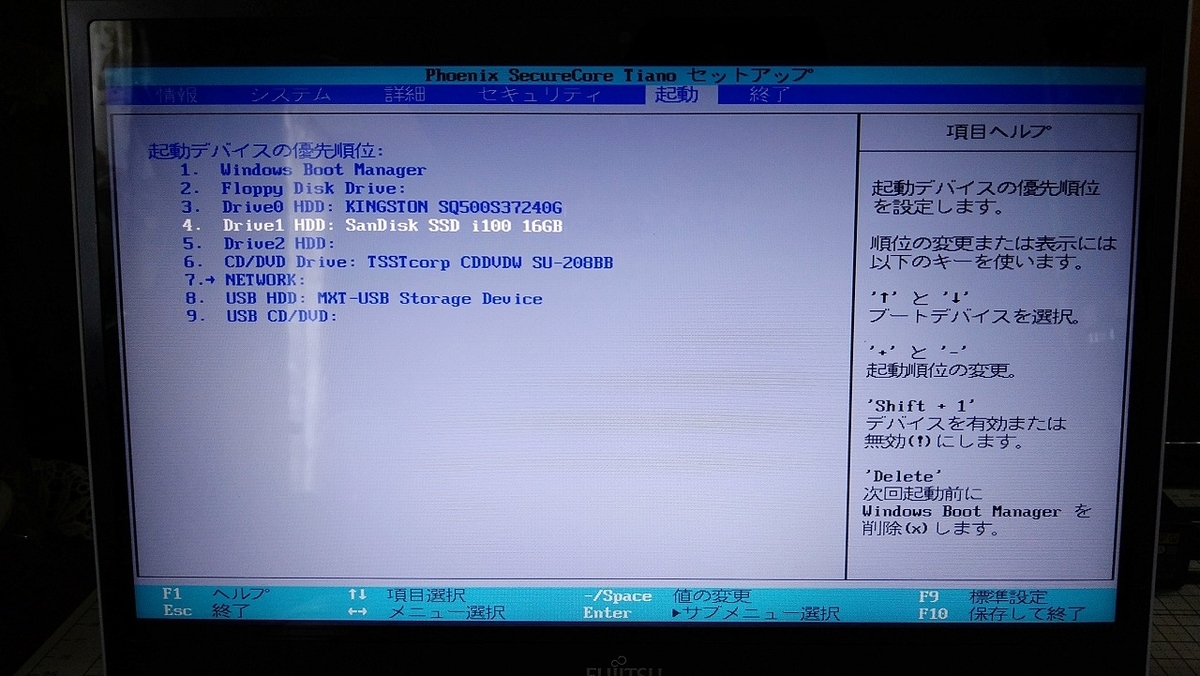 Phoenix SecureCore Tiano セットアップ
情報 システム 詳細 セキュリティ 起動 終了
起動デバイスの優先順位:
1. Windows Boot Manager
2. Floppy Disk Drive:
3. Drive0 HDD: KINGSTON SQ500S37240G
4. Drive1 HDD: SanDisk SSD i100 16GB
5. Drive2 HDD:
6. CD/DVD Drive: TSSTcorp CDDVDW SU-208BB
7.→ NETWORK:
8. USB HDD: MXT-USB Storage Device
9. USB CD/DVD:
項目ヘルプ
起動デバイスの優先順位
を設定します。
順位の変更または表示には
以下のキーを使います。
'↑' と '↓'
ブートデバイスを選択。
'+' と '-'
起動順位の変更。
'Shift + 1'
デバイスを有効または
無効(!)にします。
'Delete'
次回起動前に
Windows Boot Manager を
削除(x)します。
F1 ヘルプ ↑↓ 項目選択 -/Space 値の変更 F9 標準設定
Esc 終了 ←→ メニュー選択 Enter ▶サブメニュー選択 F10 保存して終了
FUJITSU